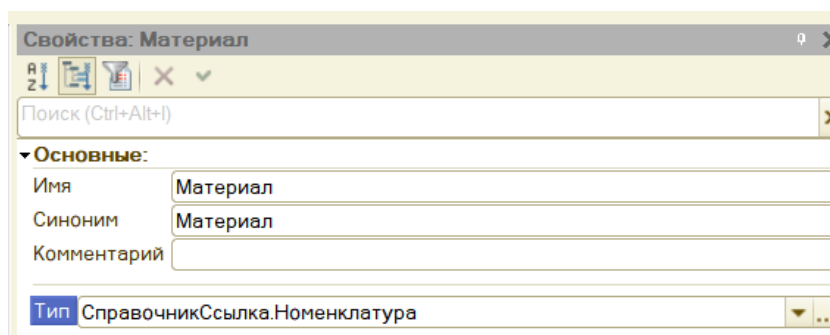 Свойства: Материал
Поиск (Ctrl+Alt+I)
Основные:
Имя Материал
Синоним Материал
Комментарий
Тип СправочникСсылка.Номенклатура
...